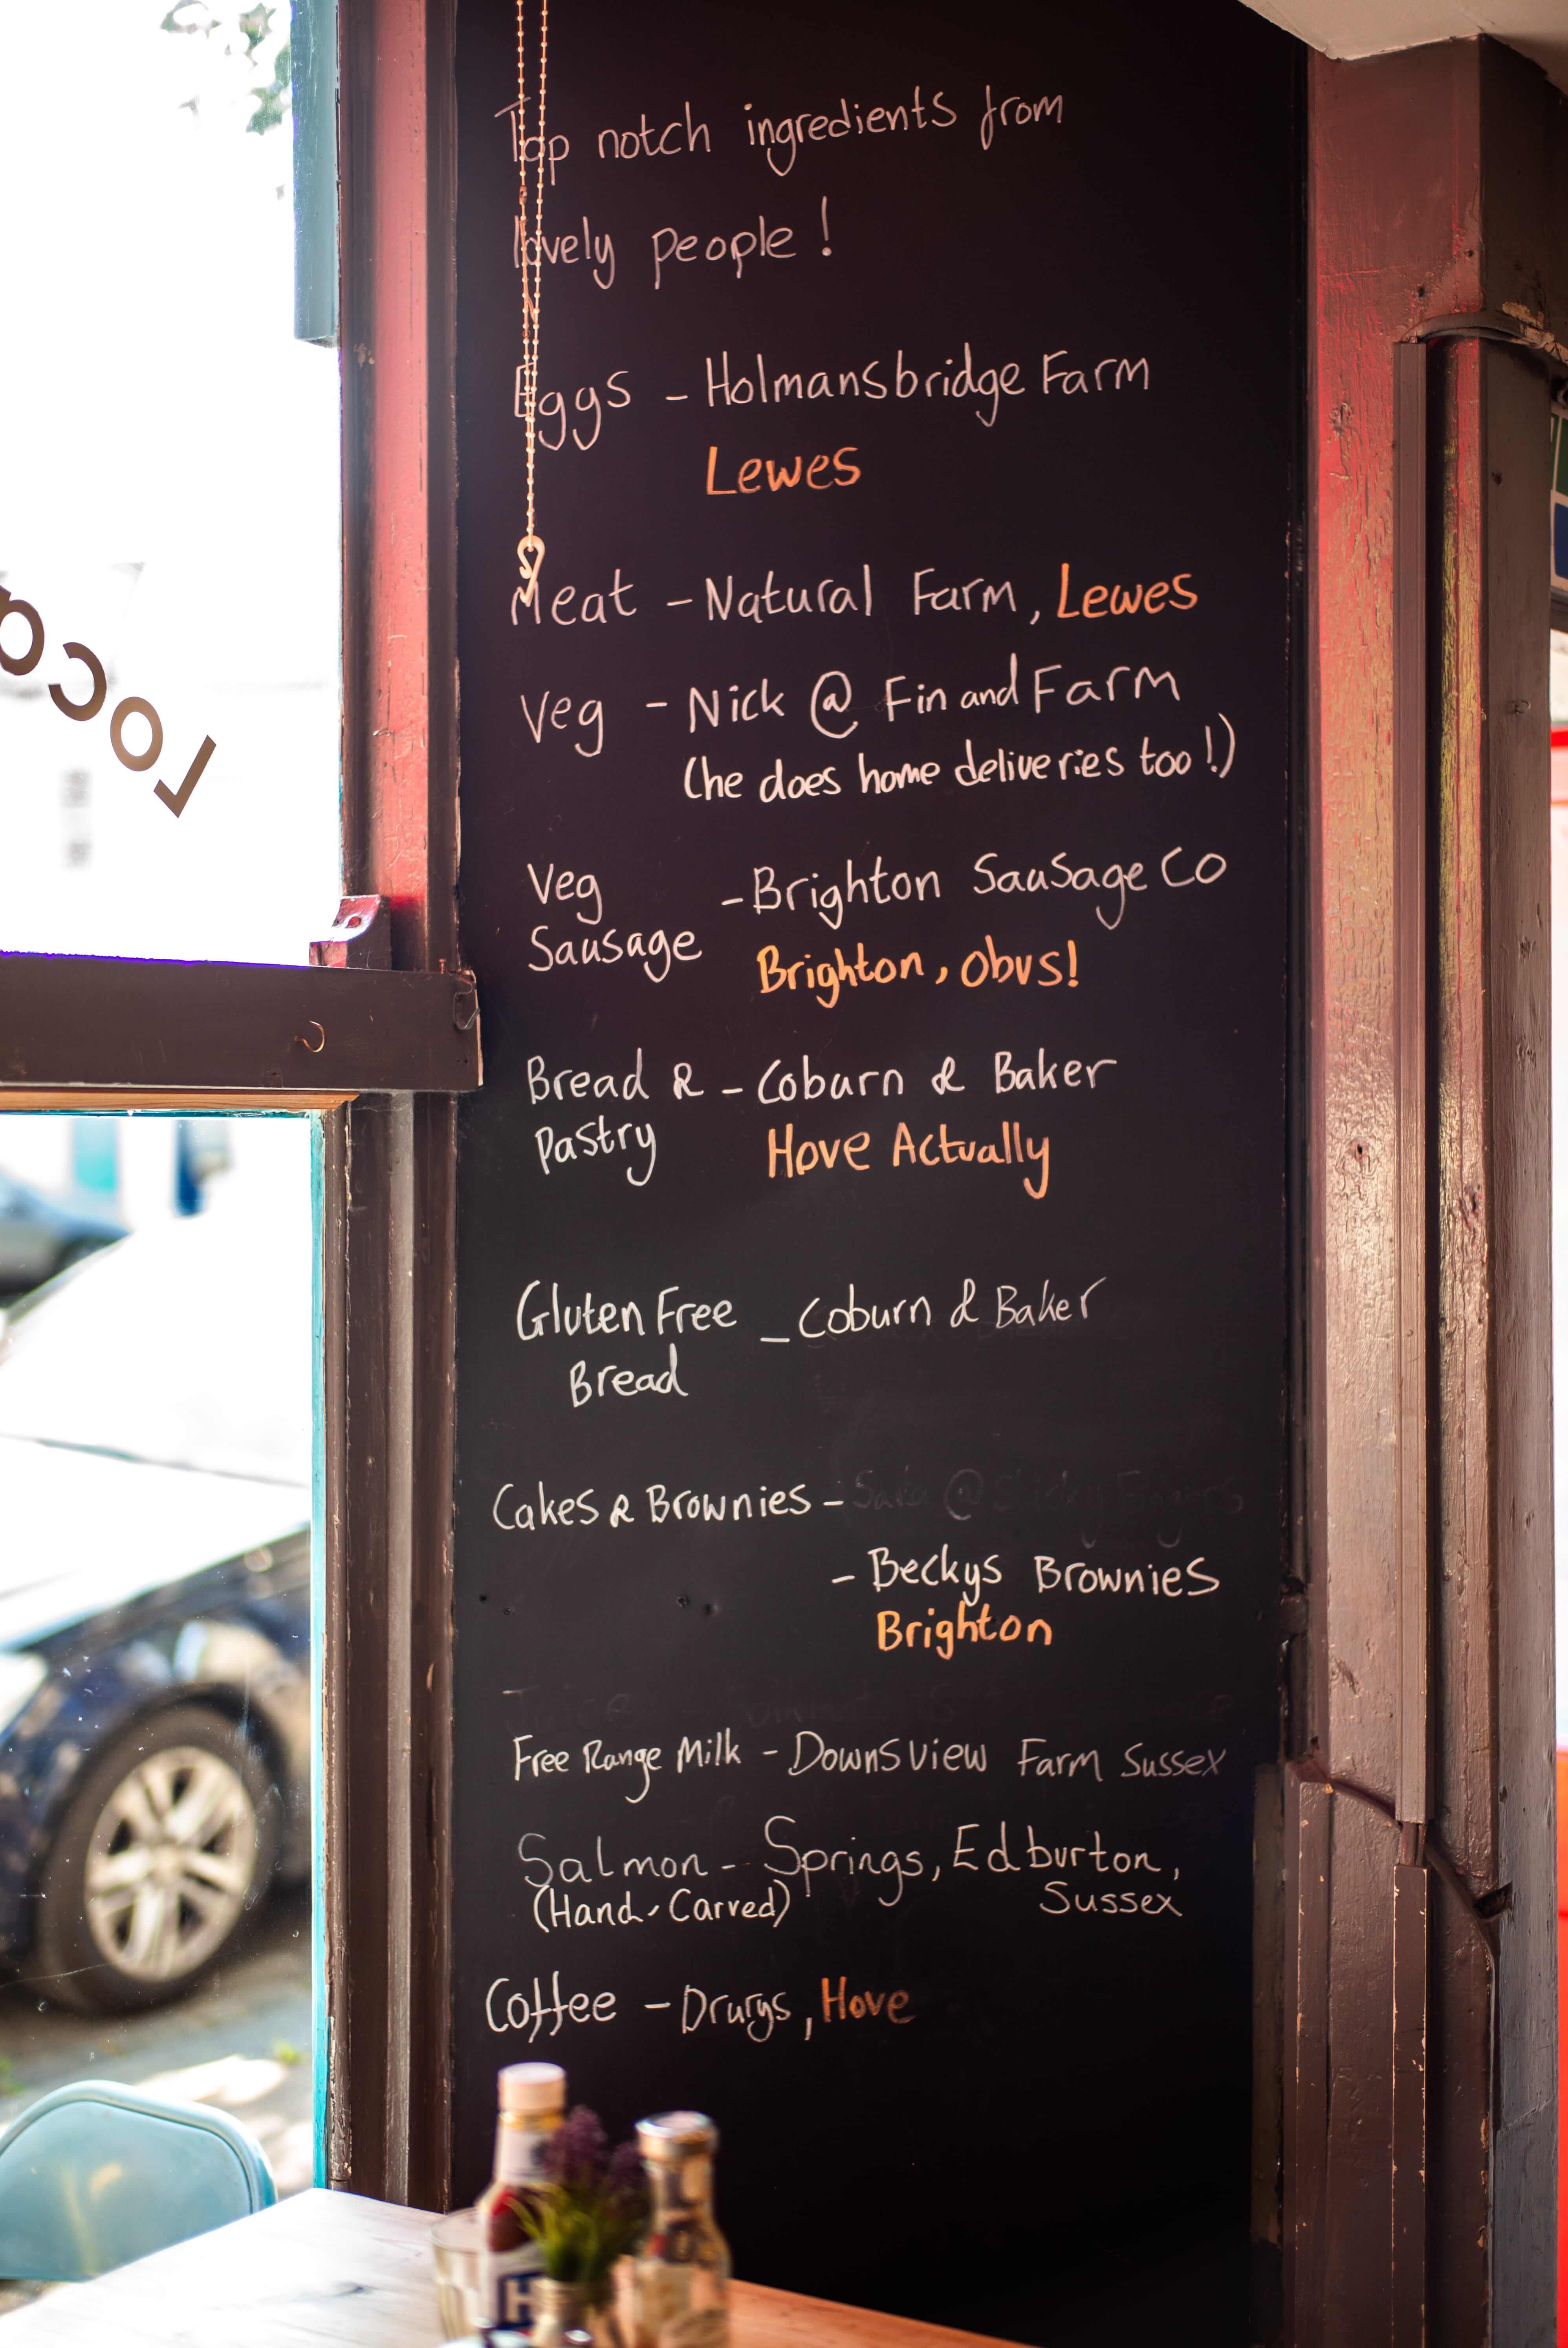 Top notch ingredients from
lovely people!
Eggs - Holmansbridge Farm
Lewes
Meat - Natural Farm, Lewes
Veg - Nick @ Fin and Farm
(he does home deliveries too!)
Veg
Sausage - Brighton Sausage Co
Brighton, Obvs!
Bread & - Coburn & Baker
Pastry Hove Actually
Gluten Free - Coburn & Baker
Bread
Cakes & Brownies -
- Beckys Brownies
Brighton
Free Range Milk - Downsview Farm Sussex
Salmon - Springs, Edburton,
(Hand-Carved) Sussex
Coffee - Drurys, Hove
Loca
H